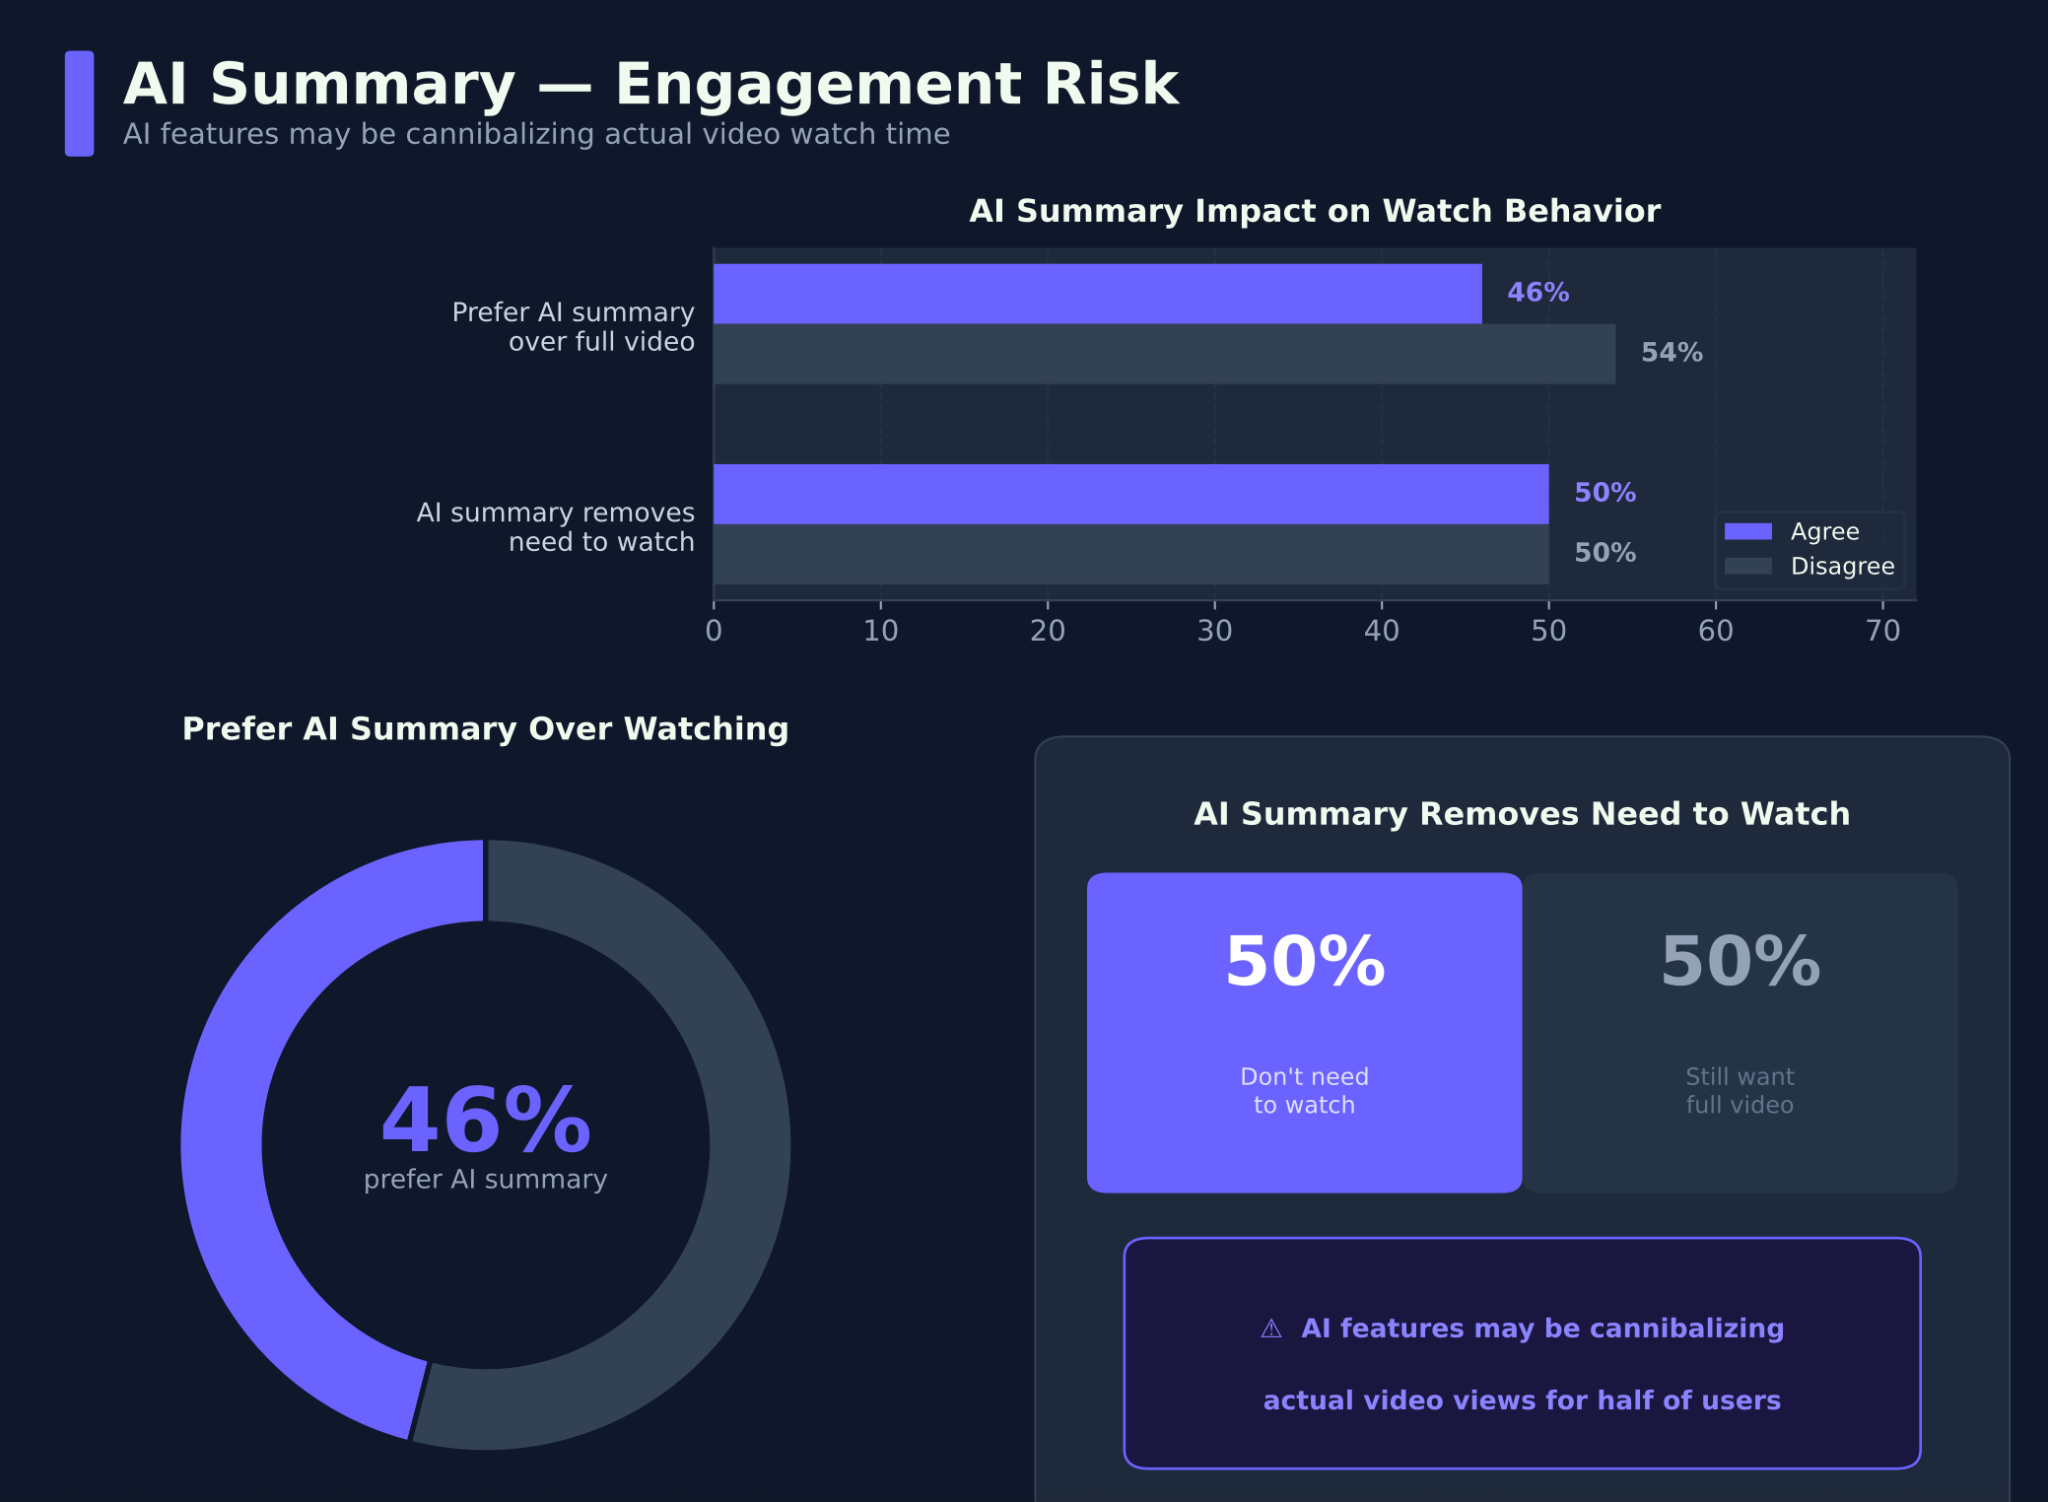 AI Summary — Engagement Risk
AI features may be cannibalizing actual video watch time
AI Summary Impact on Watch Behavior
Prefer AI summary
over full video
46%
54%
AI summary removes
need to watch
50%
50%
Agree
Disagree
0 10 20 30 40 50 60 70
Prefer AI Summary Over Watching
46%
prefer AI summary
AI Summary Removes Need to Watch
50%
Don't need
to watch
50%
Still want
full video
⚠ AI features may be cannibalizing
actual video views for half of users